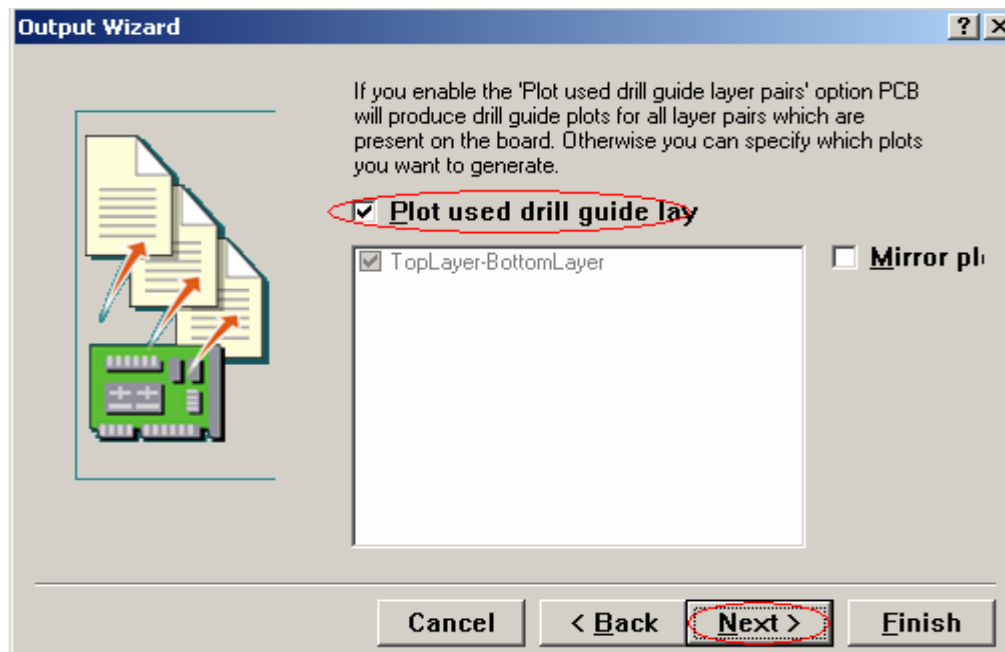 Output Wizard
If you enable the 'Plot used drill guide layer pairs' option PCB
will produce drill guide plots for all layer pairs which are
present on the board. Otherwise you can specify which plots
you want to generate.
Plot used drill guide lay
TopLayer-BottomLayer
Mirror pl
Cancel
< Back
Next >
Finish